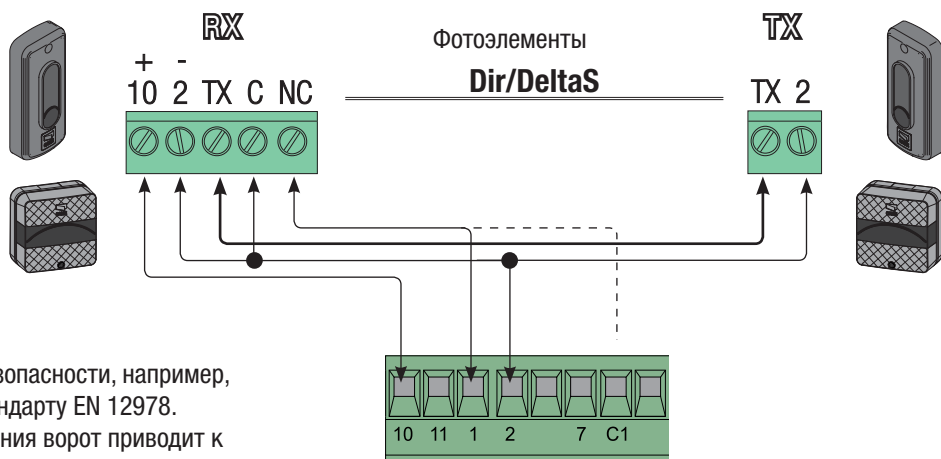 RX
TX
Фотоэлементы
Dir/DeltaS
+ -
10 2 TX C NC
TX 2
опасности, например,
ндарту EN 12978.
ния ворот приводит к
10 11 1 2 7 C1